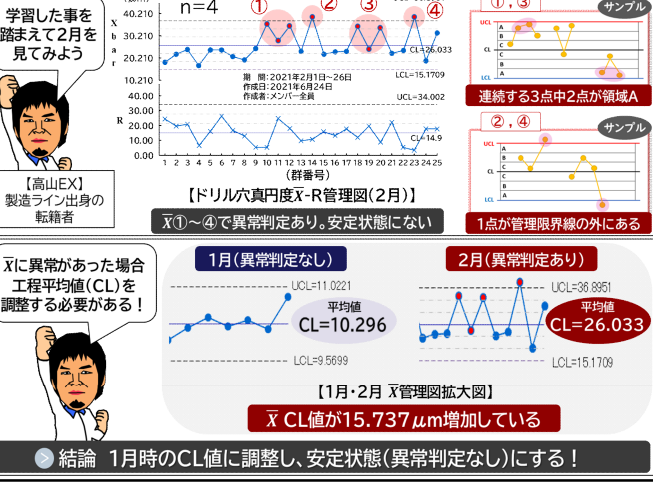 学習した事を
踏まえて2月を
見てみよう
【高山EX】
製造ライン出身の
転籍者
n=4
① ② ③ ④
X
b
a
r
40.210
30.210
20.210
10.210
CL=26.033
LCL=15.1709
期 間：2021年2月1日～26日
作成日：2021年6月24日
作成者：メンバー全員
UCL=34.002
R
40.00
30.00
20.00
10.00
0.00
CL=14.9
1 2 3 4 5 6 7 8 9 10 11 12 13 14 15 16 17 18 19 20 21 22 23 24 25
(群番号)
【ドリル穴真円度X̄-R管理図(2月)】
X̄①～④で異常判定あり。安定状態にない
①,③
サンプル
UCL
A
B
C
CL
C
B
A
LCL
連続する3点中2点が領域A
②,④
サンプル
UCL
A
B
C
CL
C
B
A
LCL
1点が管理限界線の外にある
X̄に異常があった場合
工程平均値(CL)を
調整する必要がある！
1月(異常判定なし)
UCL=11.0221
平均値
CL=10.296
LCL=9.5699
2月(異常判定あり)
UCL=36.8951
平均値
CL=26.033
LCL=15.1709
【1月・2月 X̄管理図拡大図】
X̄ CL値が15.737μm増加している
結論 1月時のCL値に調整し、安定状態(異常判定なし)にする！